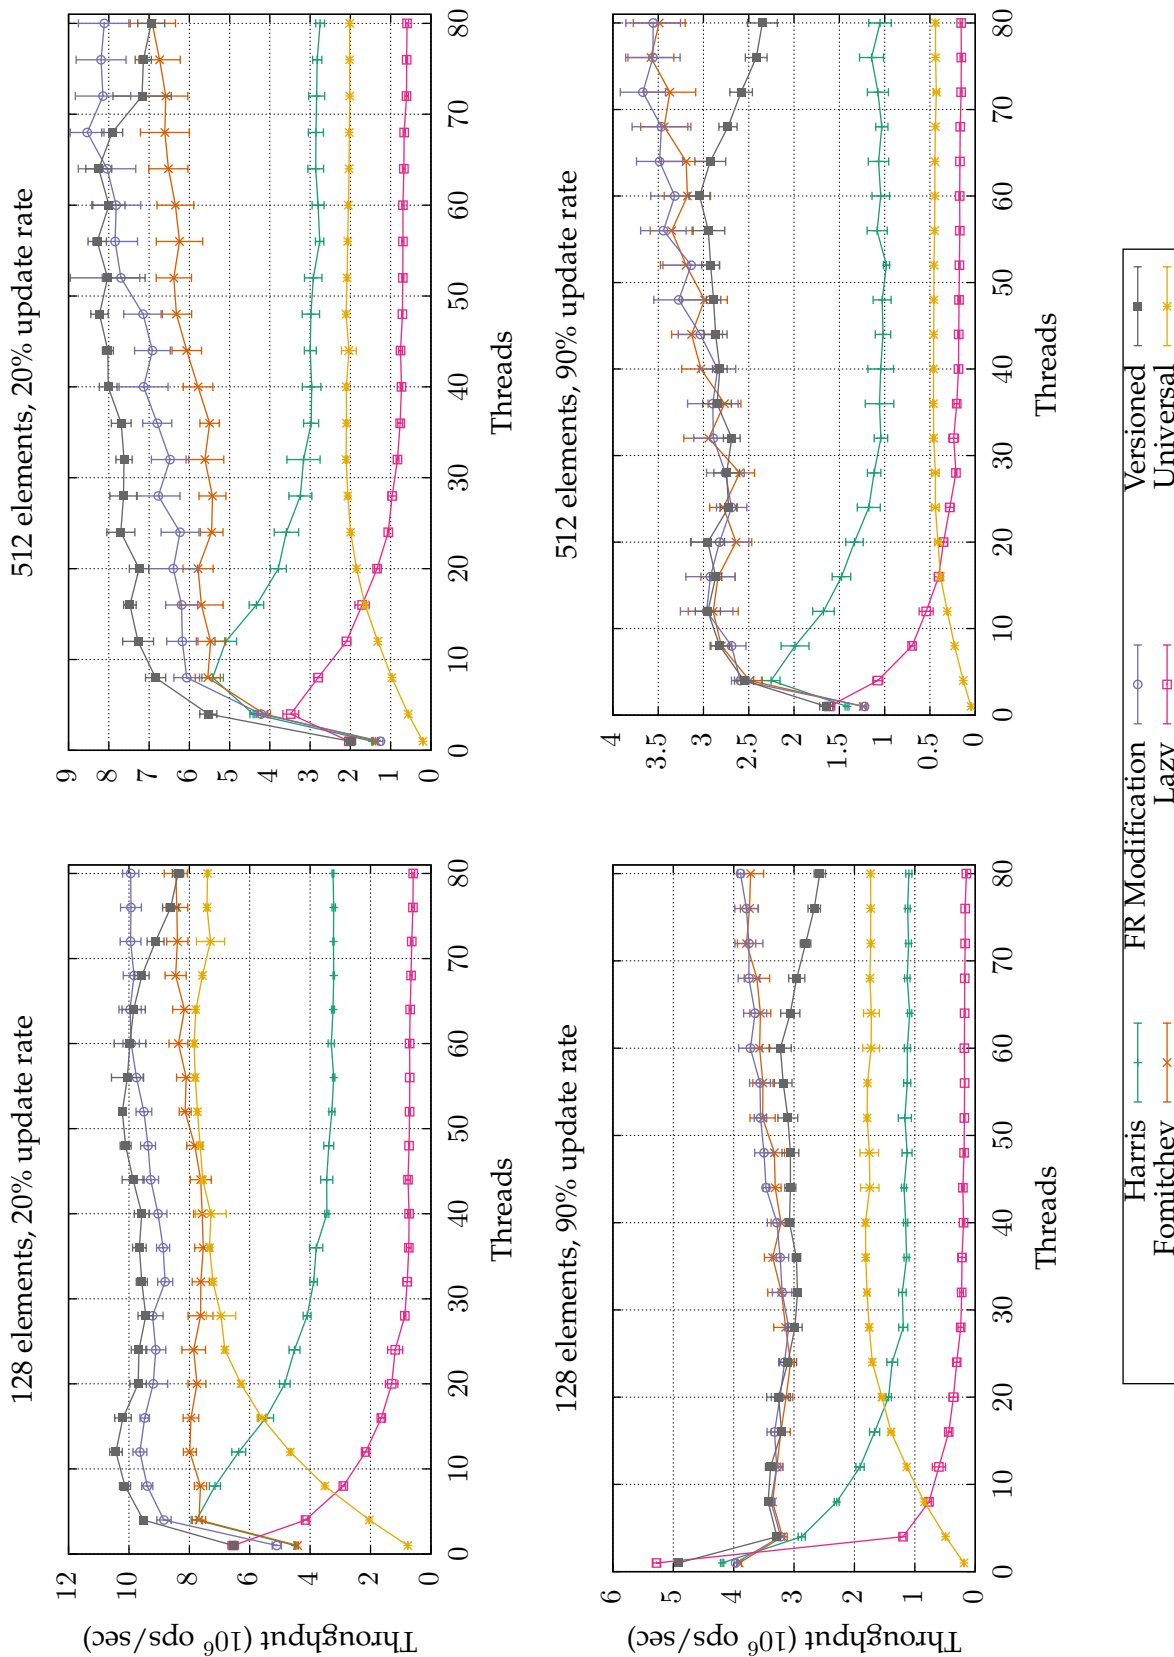 128 elements, 20% update rate
Throughput (10⁶ ops/sec)
12
10
8
6
4
2
0
0 10 20 30 40 50 60 70 80
Threads
512 elements, 20% update rate
9
8
7
6
5
4
3
2
1
0
0 10 20 30 40 50 60 70 80
Threads
128 elements, 90% update rate
Throughput (10⁶ ops/sec)
6
5
4
3
2
1
0
0 10 20 30 40 50 60 70 80
Threads
512 elements, 90% update rate
4
3.5
3
2.5
2
1.5
1
0.5
0
0 10 20 30 40 50 60 70 80
Threads
Harris FR Modification Versioned
Fomitchev Lazy Universal